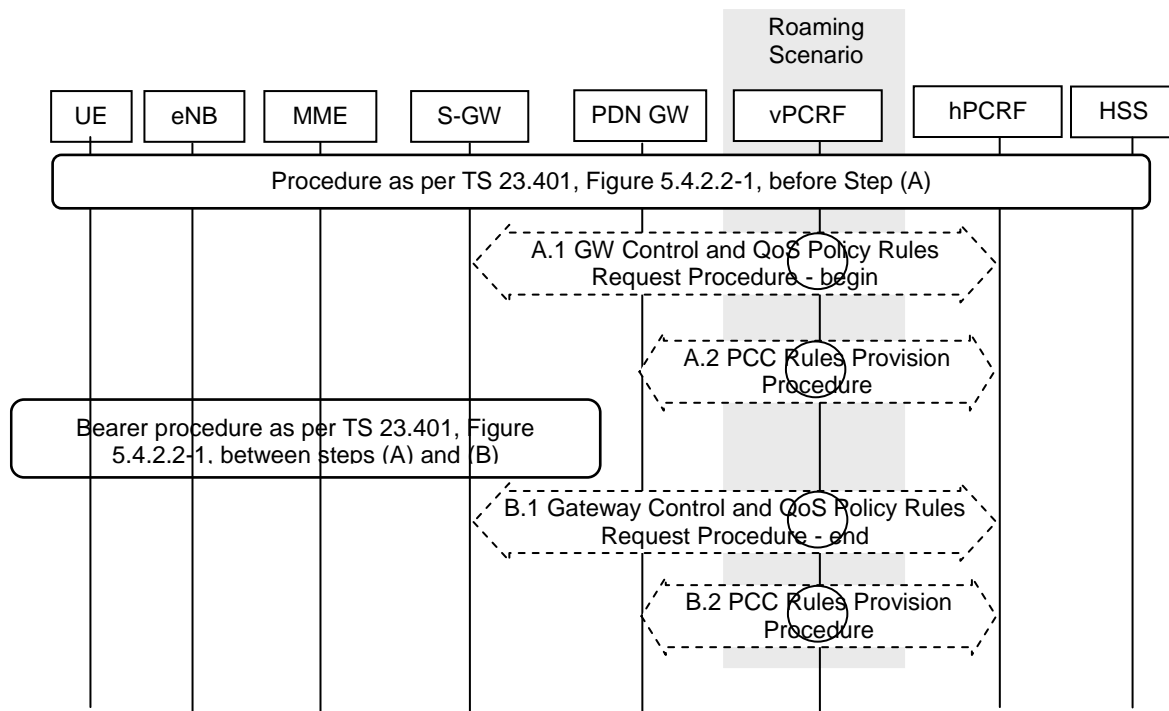 Roaming
Scenario
UE
eNB
MME
S-GW
PDN GW
vPCRF
hPCRF
HSS
Procedure as per TS 23.401, Figure 5.4.2.2-1, before Step (A)
A.1 GW Control and QoS Policy Rules
Request Procedure - begin
A.2 PCC Rules Provision
Procedure
Bearer procedure as per TS 23.401, Figure
5.4.2.2-1, between steps (A) and (B)
B.1 Gateway Control and QoS Policy Rules
Request Procedure - end
B.2 PCC Rules Provision
Procedure